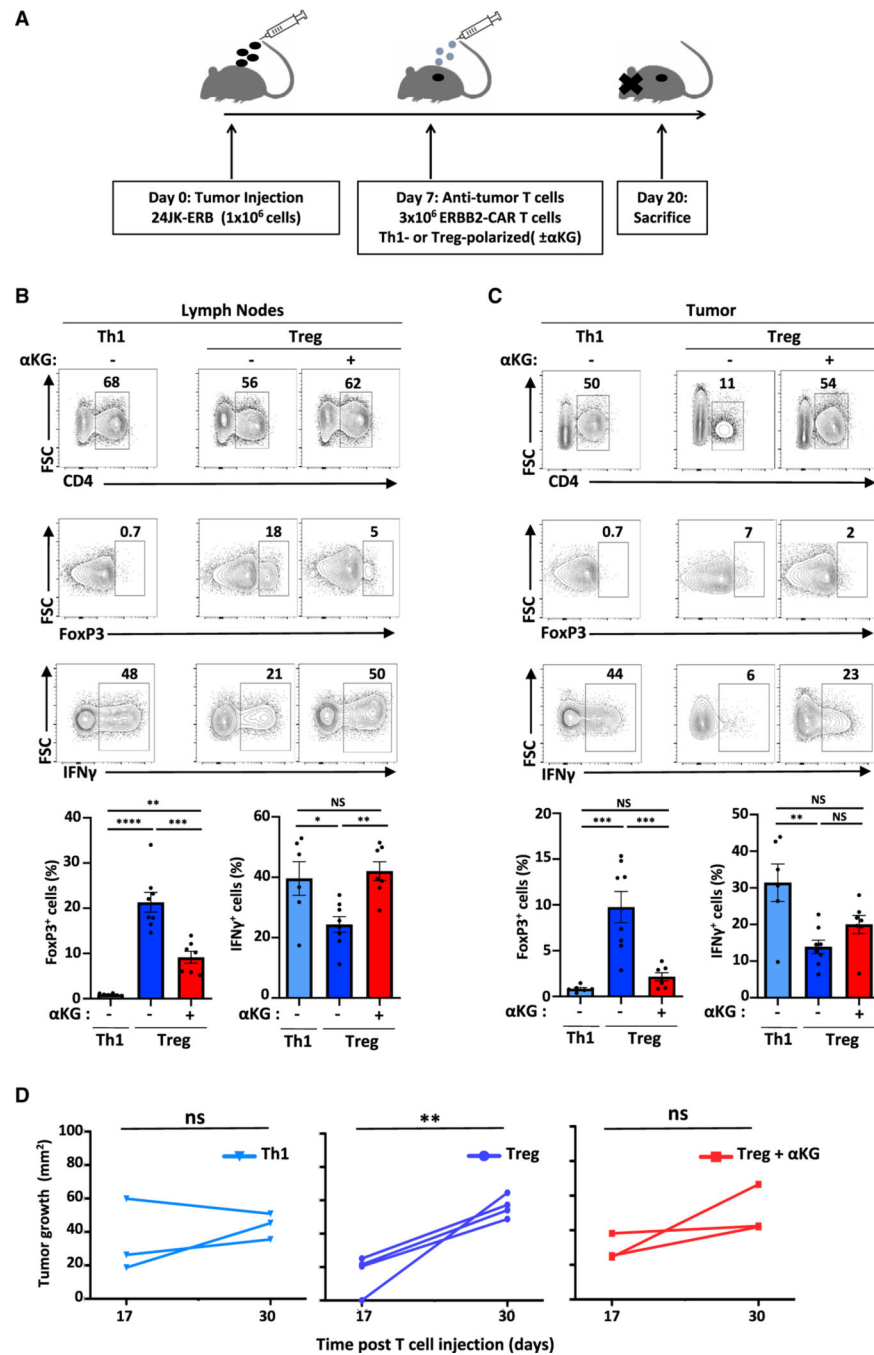 A
Day 0: Tumor Injection
24JK-ERB (1x10⁶ cells)
Day 7: Anti-tumor T cells
3x10⁶ ERBB2-CAR T cells
Th1- or Treg-polarized( ±αKG)
Day 20:
Sacrifice
B
Lymph Nodes
Th1 Treg
αKG: - - +
68 56 62
FSC
CD4
0.7 18 5
FSC
FoxP3
48 21 50
FSC
IFNγ
** 
**** ***
FoxP3⁺ cells (%)
40
30
20
10
0
αKG : - - +
Th1 Treg
NS
* **
IFNγ⁺ cells (%)
60
40
20
0
- - +
Th1 Treg
C
Tumor
Th1 Treg
αKG: - - +
50 11 54
FSC
CD4
0.7 7 2
FSC
FoxP3
44 6 23
FSC
IFNγ
NS
*** ***
FoxP3⁺ cells (%)
20
15
10
5
0
αKG : - - +
Th1 Treg
NS
** NS
IFNγ⁺ cells (%)
50
40
30
20
10
0
- - +
Th1 Treg
D
ns ** ns
Th1 Treg Treg + αKG
Tumor growth (mm²)
100
80
60
40
20
0
17 30 17 30 17 30
Time post T cell injection (days)